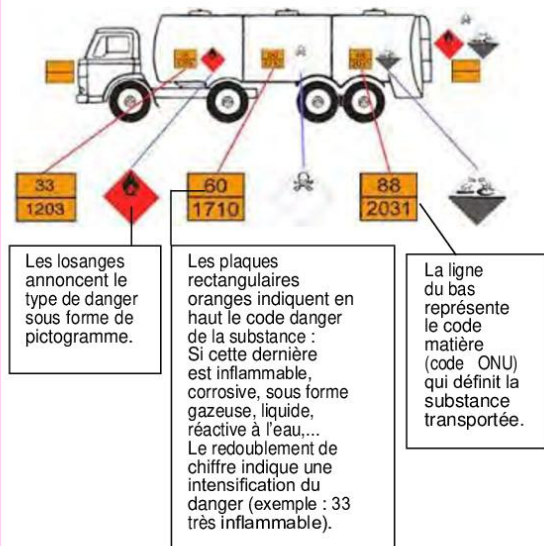 33
1203
60
1710
88
2031
Les losanges
annoncent le
type de danger
sous forme de
pictogramme.
Les plaques
rectangulaires
oranges indiquent en
haut le code danger
de la substance :
Si cette dernière
est inflammable,
corrosive, sous forme
gazeuse, liquide,
réactive à l'eau,...
Le redoublement de
chiffre indique une
intensification du
danger (exemple : 33
très inflammable).
La ligne
du bas
représente
le code
matière
(code ONU)
qui définit la
substance
transportée.